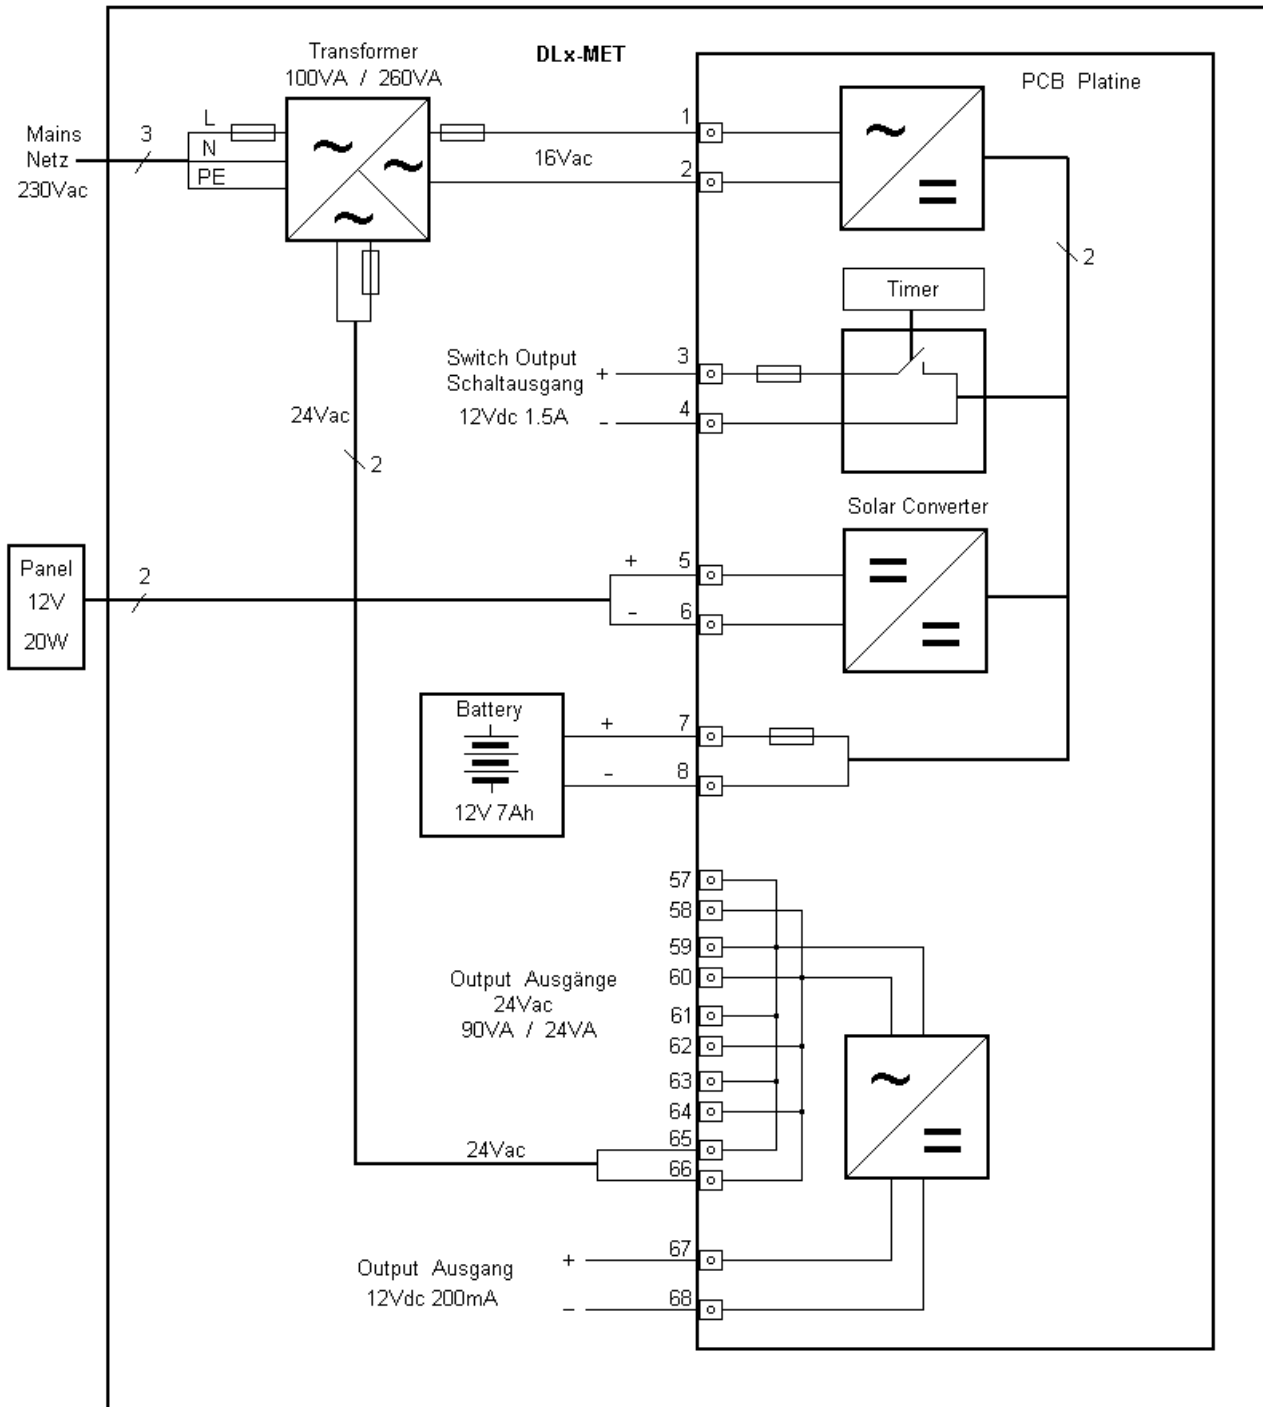 Transformer
100VA / 260VA
DLx-MET
PCB Platine
Mains
Netz
230Vac
3
L
N
PE
16Vac
1
2
2
Timer
Switch Output
Schaltausgang
12Vdc 1.5A
+
-
3
4
24Vac
2
Solar Converter
Panel
12V
20W
2
+
-
5
6
Battery
12V 7Ah
+
-
7
8
57
58
59
60
61
62
63
64
65
66
Output Ausgänge
24Vac
90VA / 24VA
24Vac
Output Ausgang
12Vdc 200mA
+
-
67
68